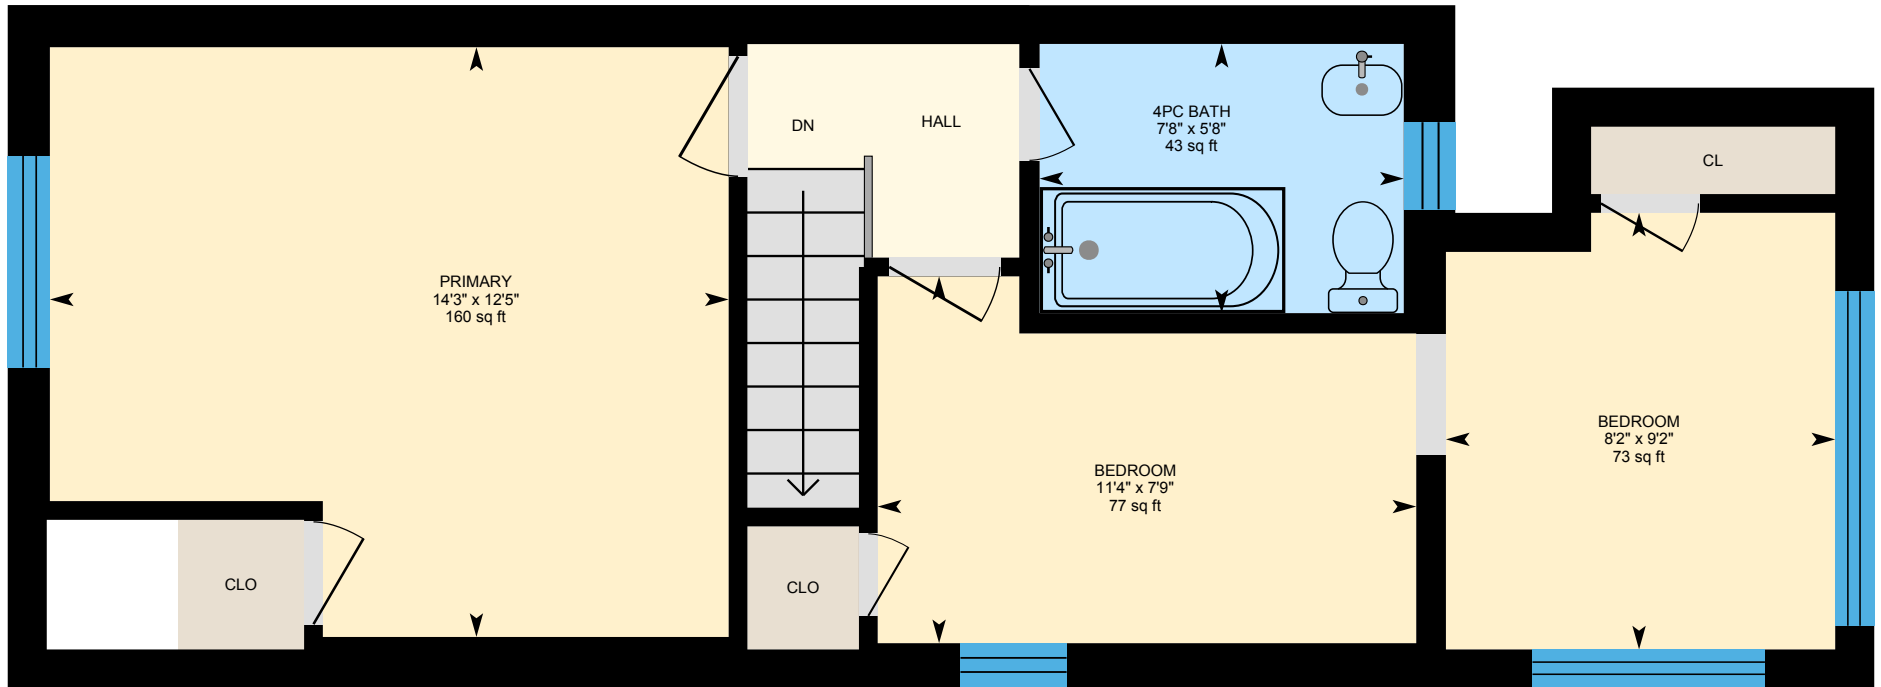 PRIMARY
14'3" x 12'5"
160 sq ft
DN
HALL
4PC BATH
7'8" x 5'8"
43 sq ft
CL
BEDROOM
11'4" x 7'9"
77 sq ft
BEDROOM
8'2" x 9'2"
73 sq ft
CLO
CLO